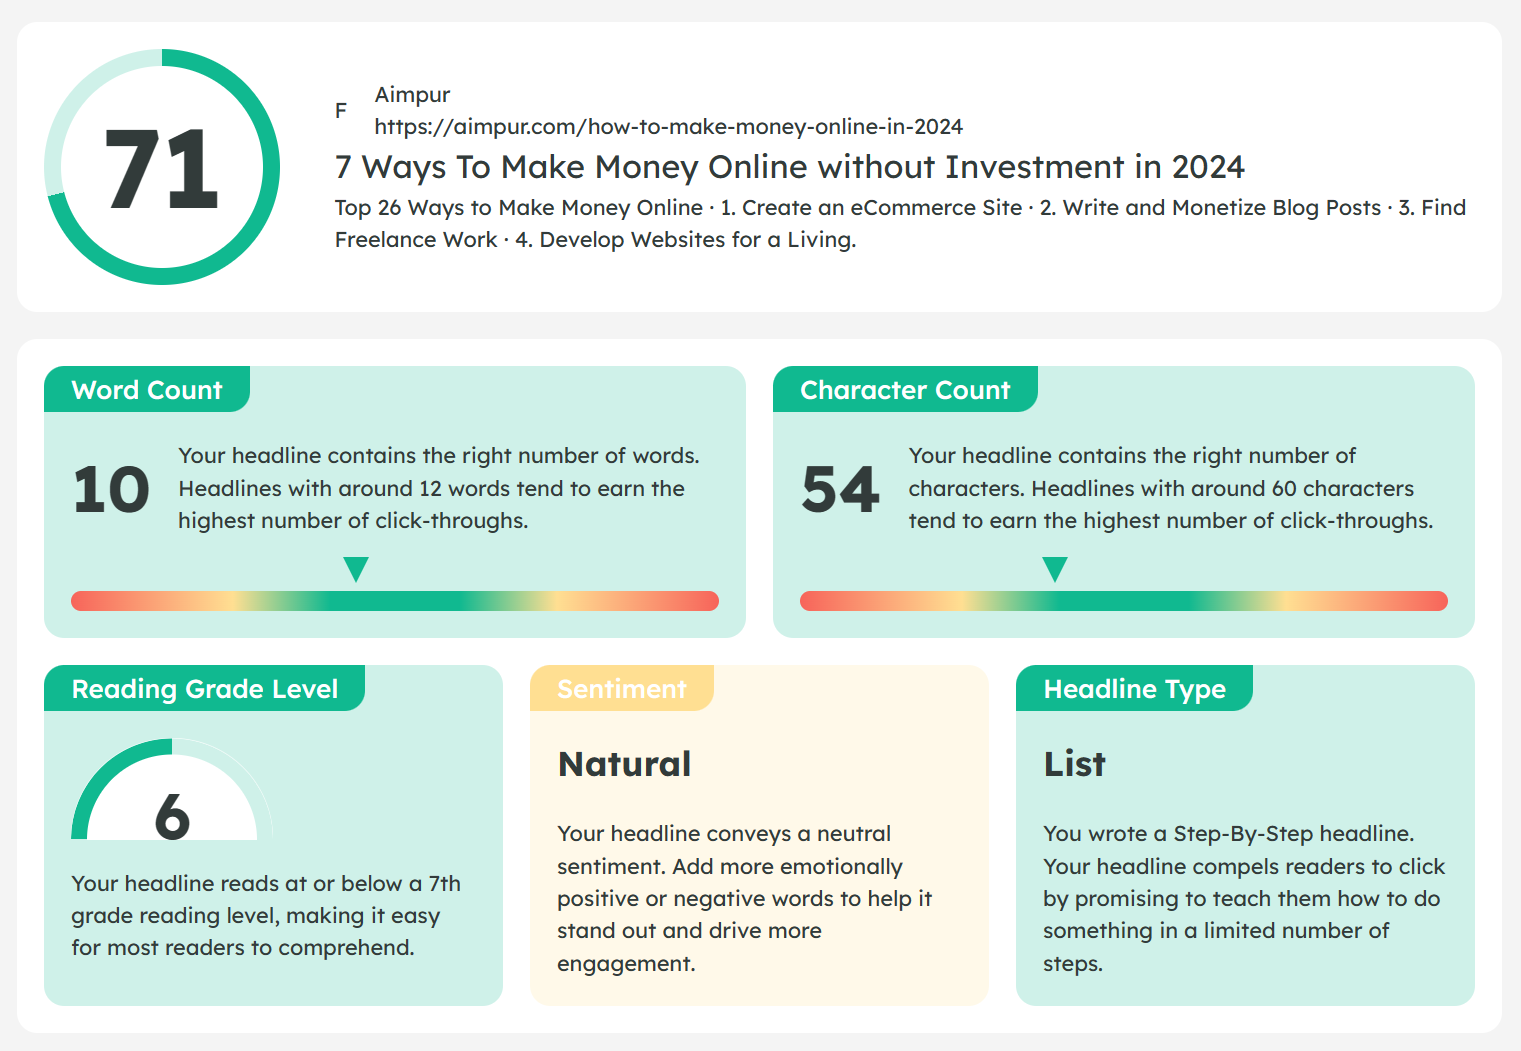 71
F
Aimpur
https://aimpur.com/how-to-make-money-online-in-2024
7 Ways To Make Money Online without Investment in 2024
Top 26 Ways to Make Money Online · 1. Create an eCommerce Site · 2. Write and Monetize Blog Posts · 3. Find
Freelance Work · 4. Develop Websites for a Living.
Word Count
10
Your headline contains the right number of words.
Headlines with around 12 words tend to earn the
highest number of click-throughs.
Character Count
54
Your headline contains the right number of
characters. Headlines with around 60 characters
tend to earn the highest number of click-throughs.
Reading Grade Level
6
Your headline reads at or below a 7th
grade reading level, making it easy
for most readers to comprehend.
Sentiment
Natural
Your headline conveys a neutral
sentiment. Add more emotionally
positive or negative words to help it
stand out and drive more
engagement.
Headline Type
List
You wrote a Step-By-Step headline.
Your headline compels readers to click
by promising to teach them how to do
something in a limited number of
steps.